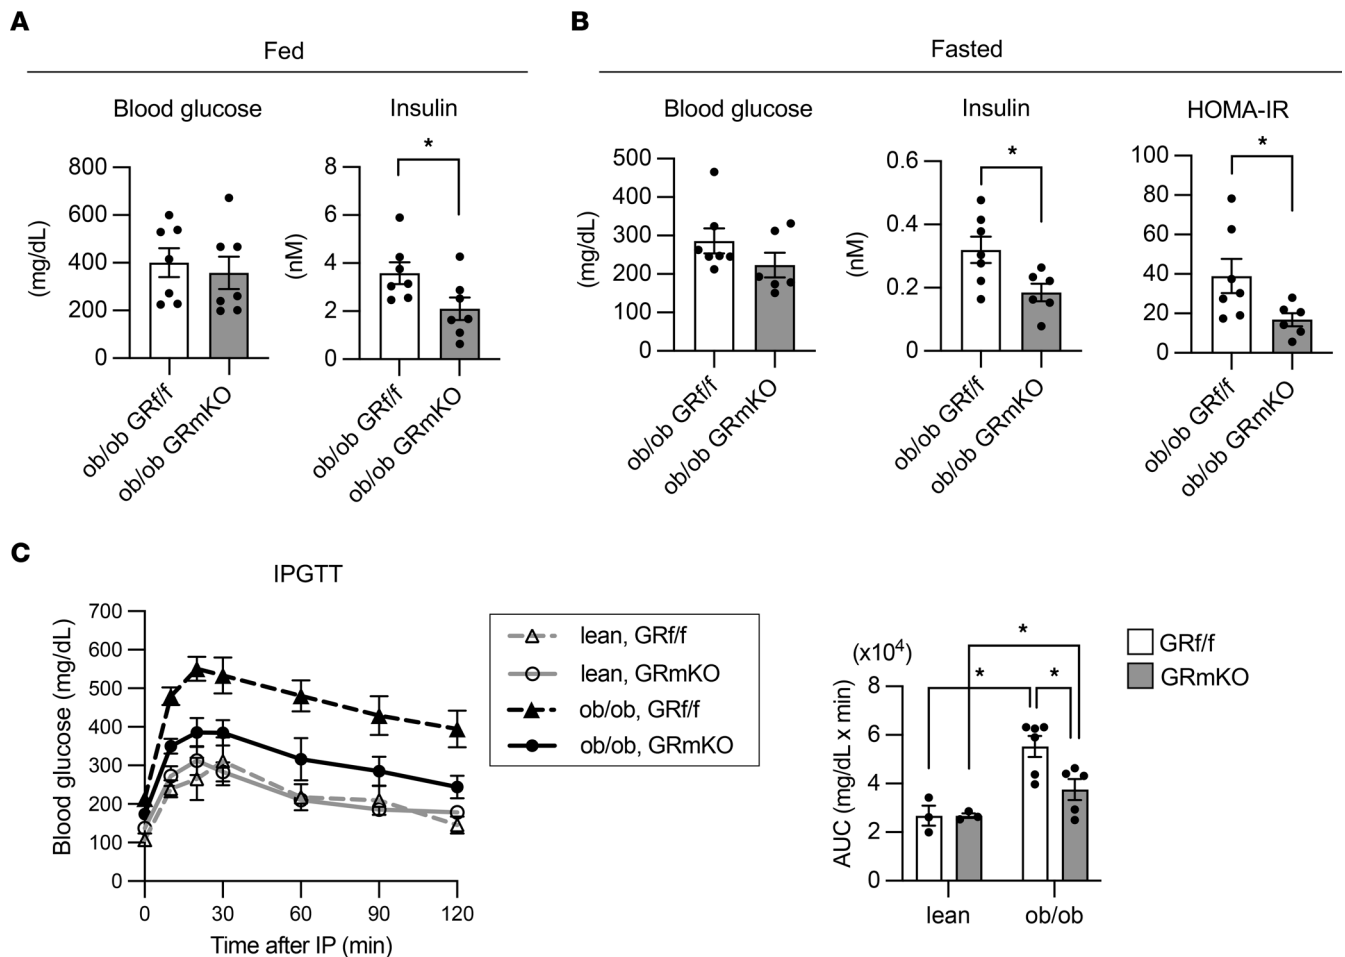 A
Fed
Blood glucose
(mg/dL)
800
600
400
200
0
ob/ob GRf/f
ob/ob GRmKO
Insulin
*
(nM)
8
6
4
2
0
ob/ob GRf/f
ob/ob GRmKO
B
Fasted
Blood glucose
(mg/dL)
500
400
300
200
100
0
ob/ob GRf/f
ob/ob GRmKO
Insulin
*
(nM)
0.6
0.4
0.2
0
ob/ob GRf/f
ob/ob GRmKO
HOMA-IR
*
100
80
60
40
20
0
ob/ob GRf/f
ob/ob GRmKO
C
IPGTT
Blood glucose (mg/dL)
700
600
500
400
300
200
100
0
0 30 60 90 120
Time after IP (min)
lean, GRf/f
lean, GRmKO
ob/ob, GRf/f
ob/ob, GRmKO
(x10⁴)
AUC (mg/dL x min)
8
6
4
2
0
*
* *
lean ob/ob
GRf/f
GRmKO